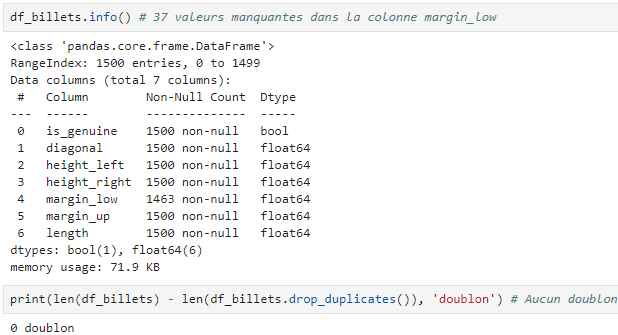 df_billets.info() # 37 valeurs manquantes dans la colonne margin_low
<class 'pandas.core.frame.DataFrame'>
RangeIndex: 1500 entries, 0 to 1499
Data columns (total 7 columns):
 #   Column        Non-Null Count  Dtype
---  ------        --------------  -----
 0   is_genuine    1500 non-null   bool
 1   diagonal      1500 non-null   float64
 2   height_left   1500 non-null   float64
 3   height_right  1500 non-null   float64
 4   margin_low    1463 non-null   float64
 5   margin_up     1500 non-null   float64
 6   length        1500 non-null   float64
dtypes: bool(1), float64(6)
memory usage: 71.9 KB
print(len(df_billets) - len(df_billets.drop_duplicates()), 'doublon') # Aucun doublon
0 doublon